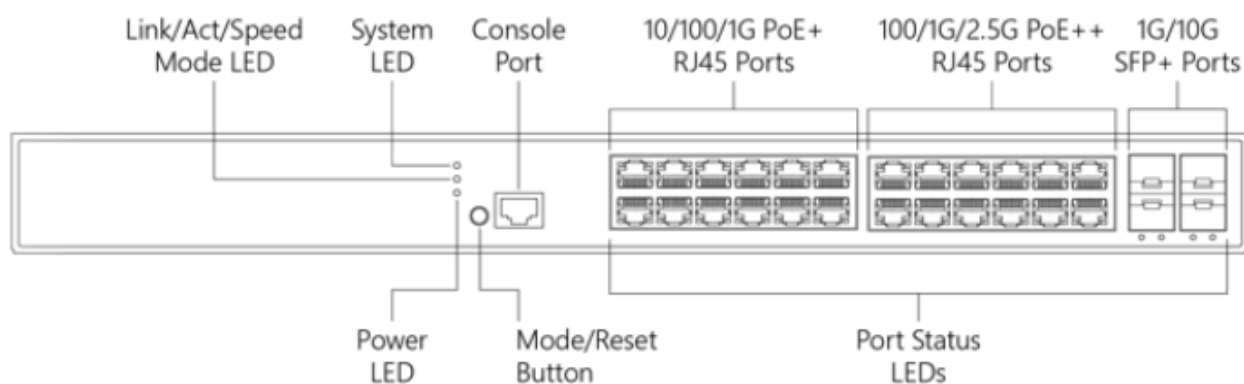 Link/Act/Speed
Mode LED
System
LED
Console
Port
10/100/1G PoE+
RJ45 Ports
100/1G/2.5G PoE++
RJ45 Ports
1G/10G
SFP+ Ports
Power
LED
Mode/Reset
Button
Port Status
LEDs